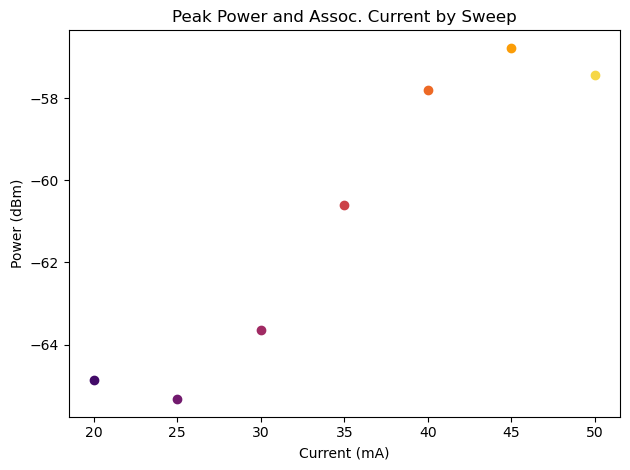 Peak Power and Assoc. Current by Sweep
Power (dBm)
−58
−60
−62
−64
20 25 30 35 40 45 50
Current (mA)